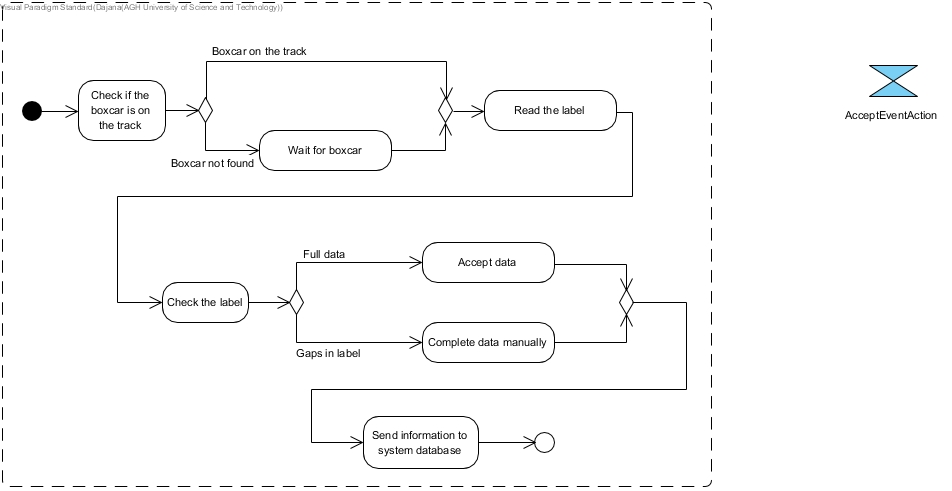 Visual Paradigm Standard(Dajana(AGH University of Science and Technology))
Boxcar on the track
Check if the
boxcar is on
the track
Read the label
AcceptEventAction
Wait for boxcar
Boxcar not found
Full data
Accept data
Check the label
Gaps in label
Complete data manually
Send information to
system database